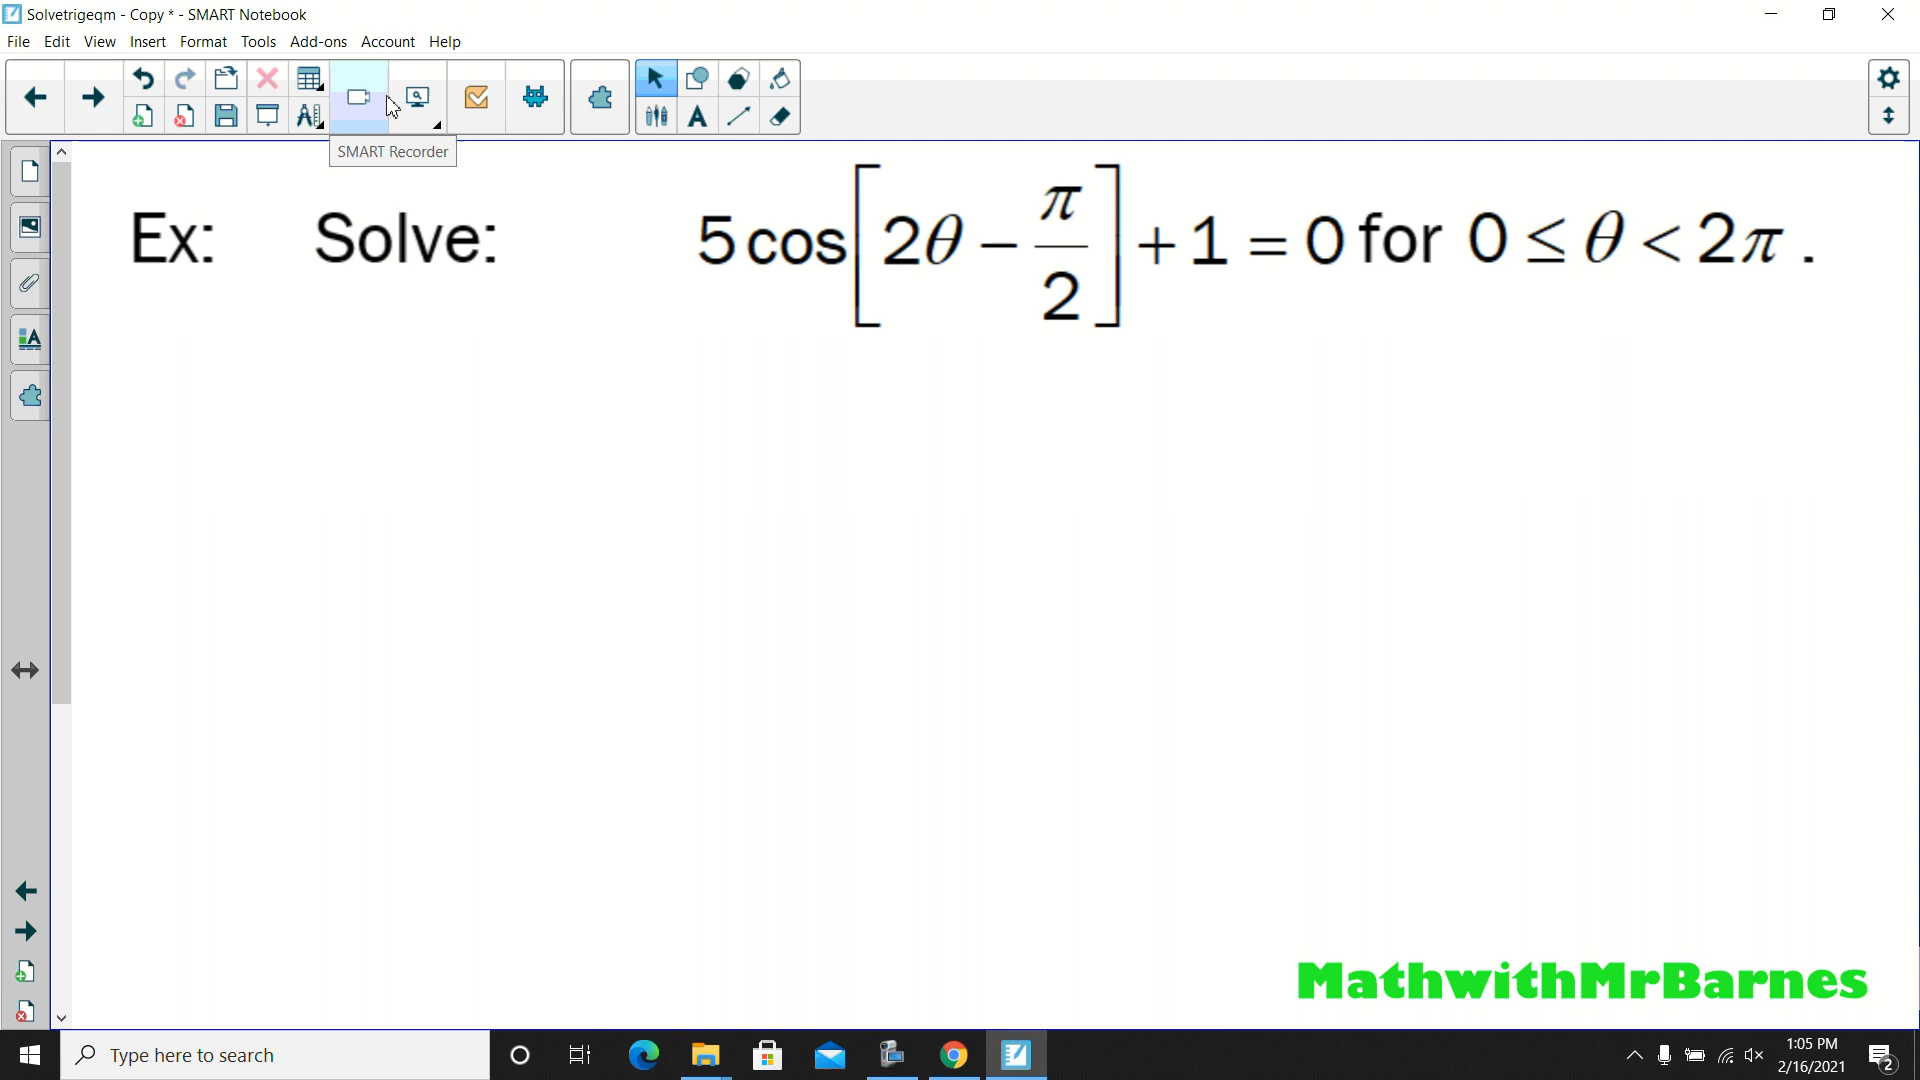 Solvetrigeqm - Copy * - SMART Notebook
File Edit View Insert Format Tools Add-ons Account Help
SMART Recorder
Ex: Solve: 5 cos[2θ − π/2] + 1 = 0 for 0 ≤ θ < 2π .
MathwithMrBarnes
Type here to search
1:05 PM
2/16/2021
2